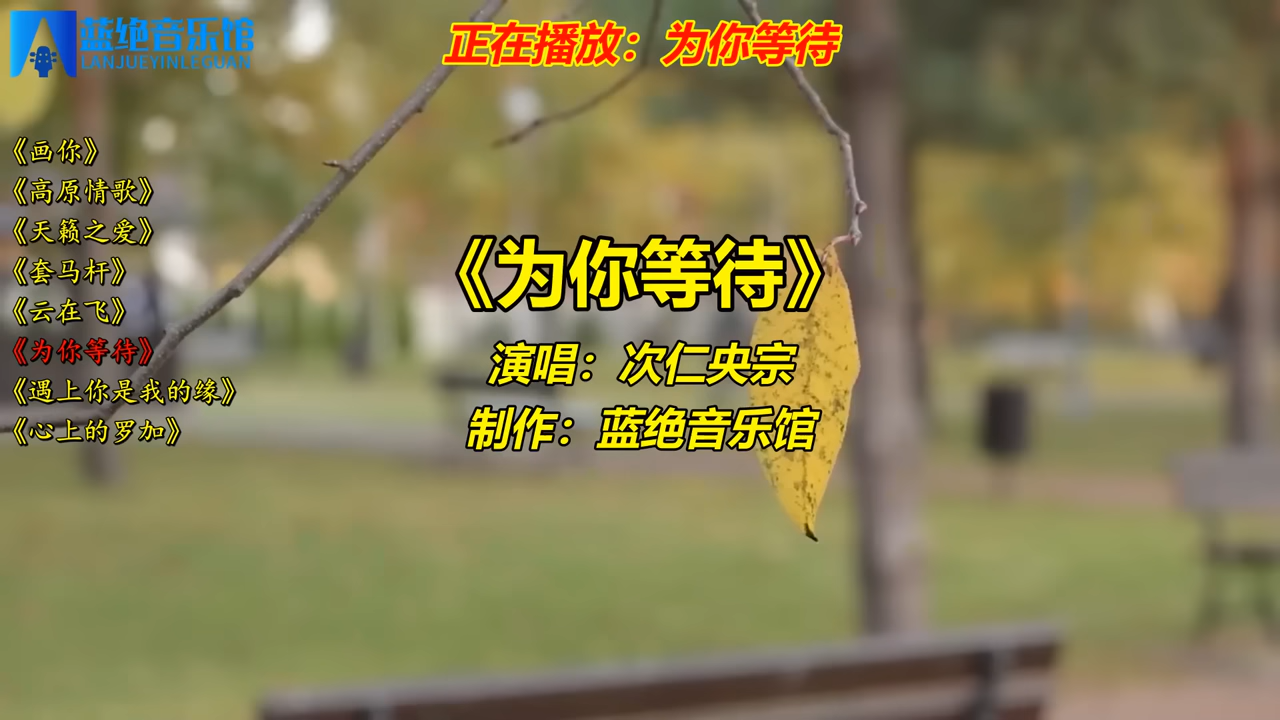 蓝绝音乐馆
LANJUEYINLEGUAN
正在播放：为你等待
《画你》
《高原情歌》
《天籁之爱》
《套马杆》
《云在飞》
《为你等待》
《遇上你是我的缘》
《心上的罗加》
《为你等待》
演唱：次仁央宗
制作：蓝绝音乐馆